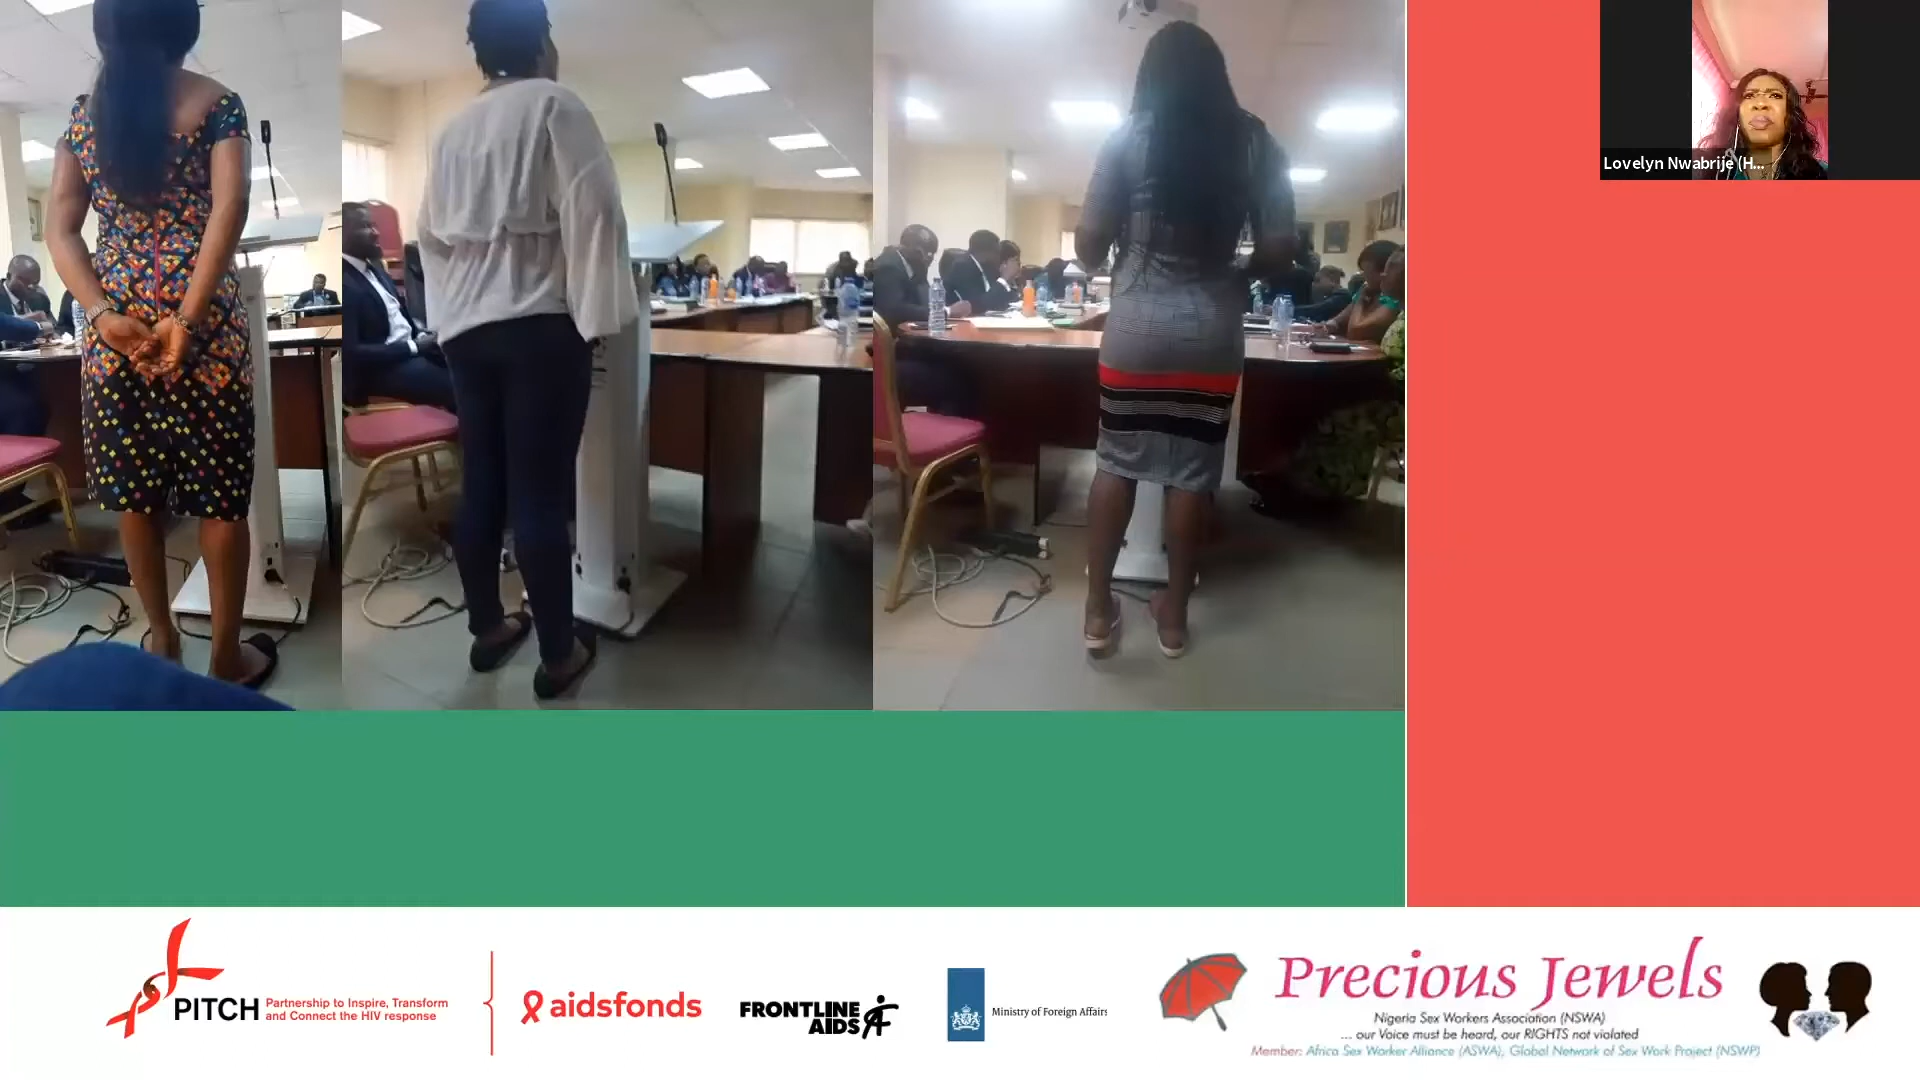 Lovelyn Nwabrije (H...
PITCH
Partnership to Inspire, Transform
and Connect the HIV response
aidsfonds
FRONTLINE
AIDS
Ministry of Foreign Affairs
Precious Jewels
Nigeria Sex Workers Association (NSWA)
... our Voice must be heard, our RIGHTS not violated
Member: Africa Sex Worker Alliance (ASWA), Global Network of Sex Work Project (NSWP)